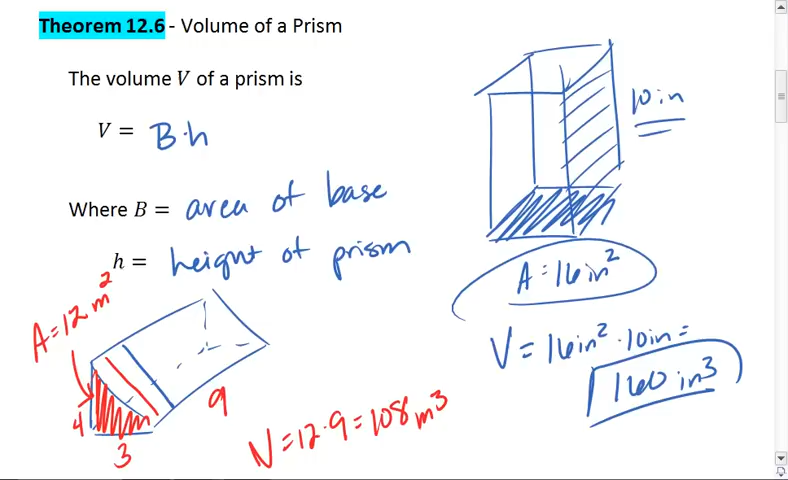 Theorem 12.6 - Volume of a Prism
The volume V of a prism is
V = B·h
Where B = area of base
h = height of prism
10in
A=16in²
V=16in²·10in=
160in³
A=12m²
4
3
9
V=12·9=108m³